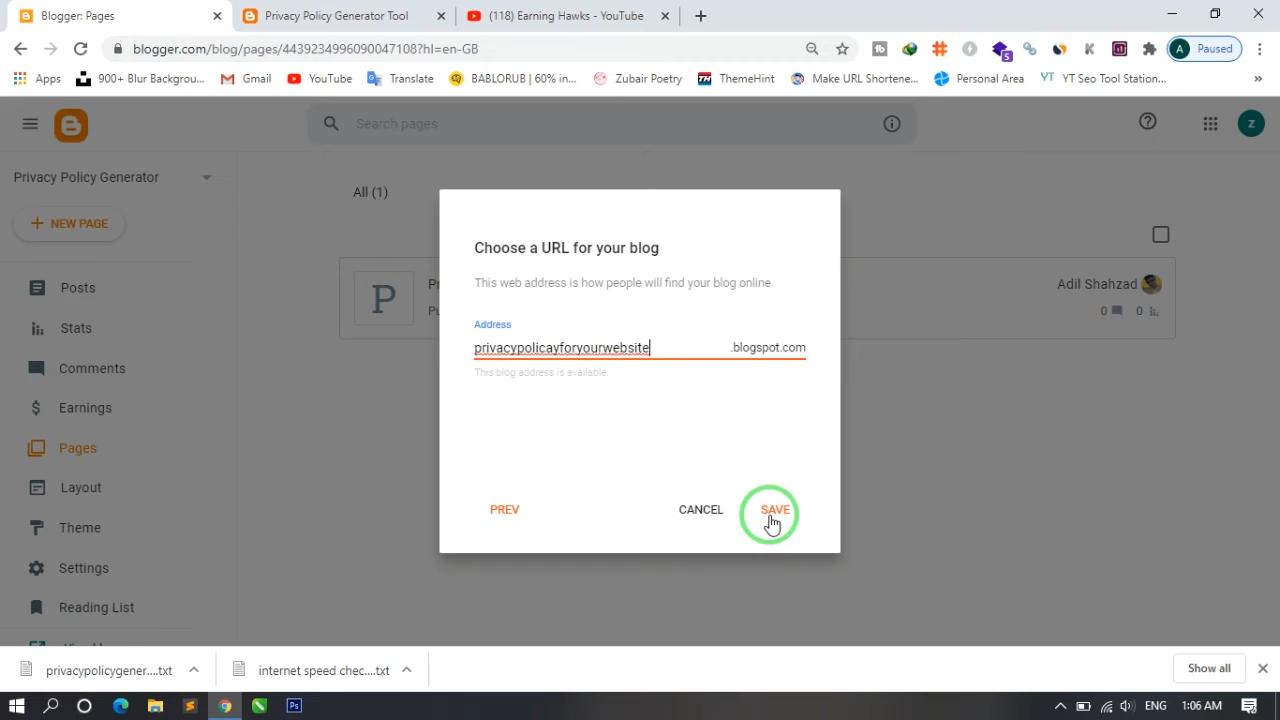 Blogger: Pages
Privacy Policy Generator Tool
(118) Earning Hawks - YouTube
blogger.com/blog/pages/4439234996090047108?hl=en-GB
5
A Paused
Apps
900+ Blur Backgrou...
Gmail
YouTube
Translate
BABLORUB | 60% in...
Zubair Poetry
TH ThemeHint
Make URL Shortene...
Personal Area
YT YT Seo Tool Station...
»
Search pages
z
Privacy Policy Generator
All (1)
NEW PAGE
Choose a URL for your blog
This web address is how people will find your blog online
Posts
P
Adil Shahzad
0 0
Address
Stats
privacypolicayforyourwebsite .blogspot.com
This blog address is available.
Comments
Earnings
Pages
Layout
PREV CANCEL SAVE
Theme
Settings
Reading List
privacypolicygener....txt
internet speed chec....txt
Show all
Ps
ENG 1:06 AM